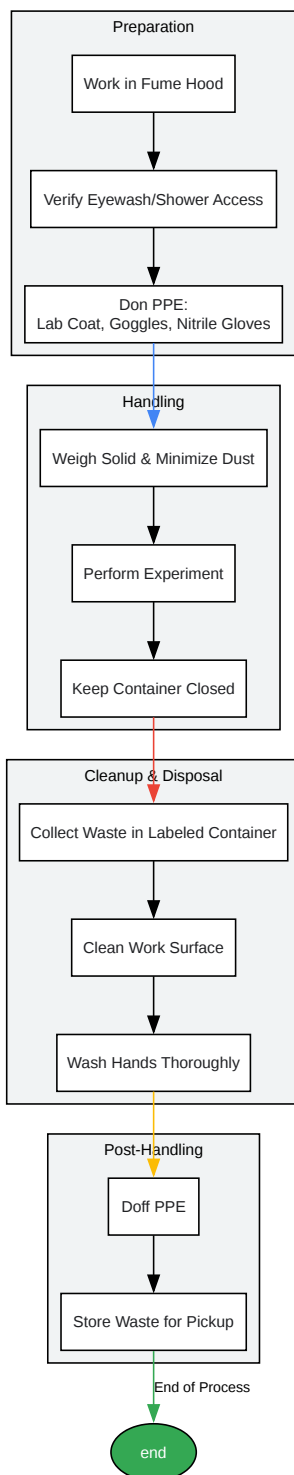 Preparation
Work in Fume Hood
Verify Eyewash/Shower Access
Don PPE:
Lab Coat, Goggles, Nitrile Gloves
Handling
Weigh Solid & Minimize Dust
Perform Experiment
Keep Container Closed
Cleanup & Disposal
Collect Waste in Labeled Container
Clean Work Surface
Wash Hands Thoroughly
Post-Handling
Doff PPE
Store Waste for Pickup
End of Process
end